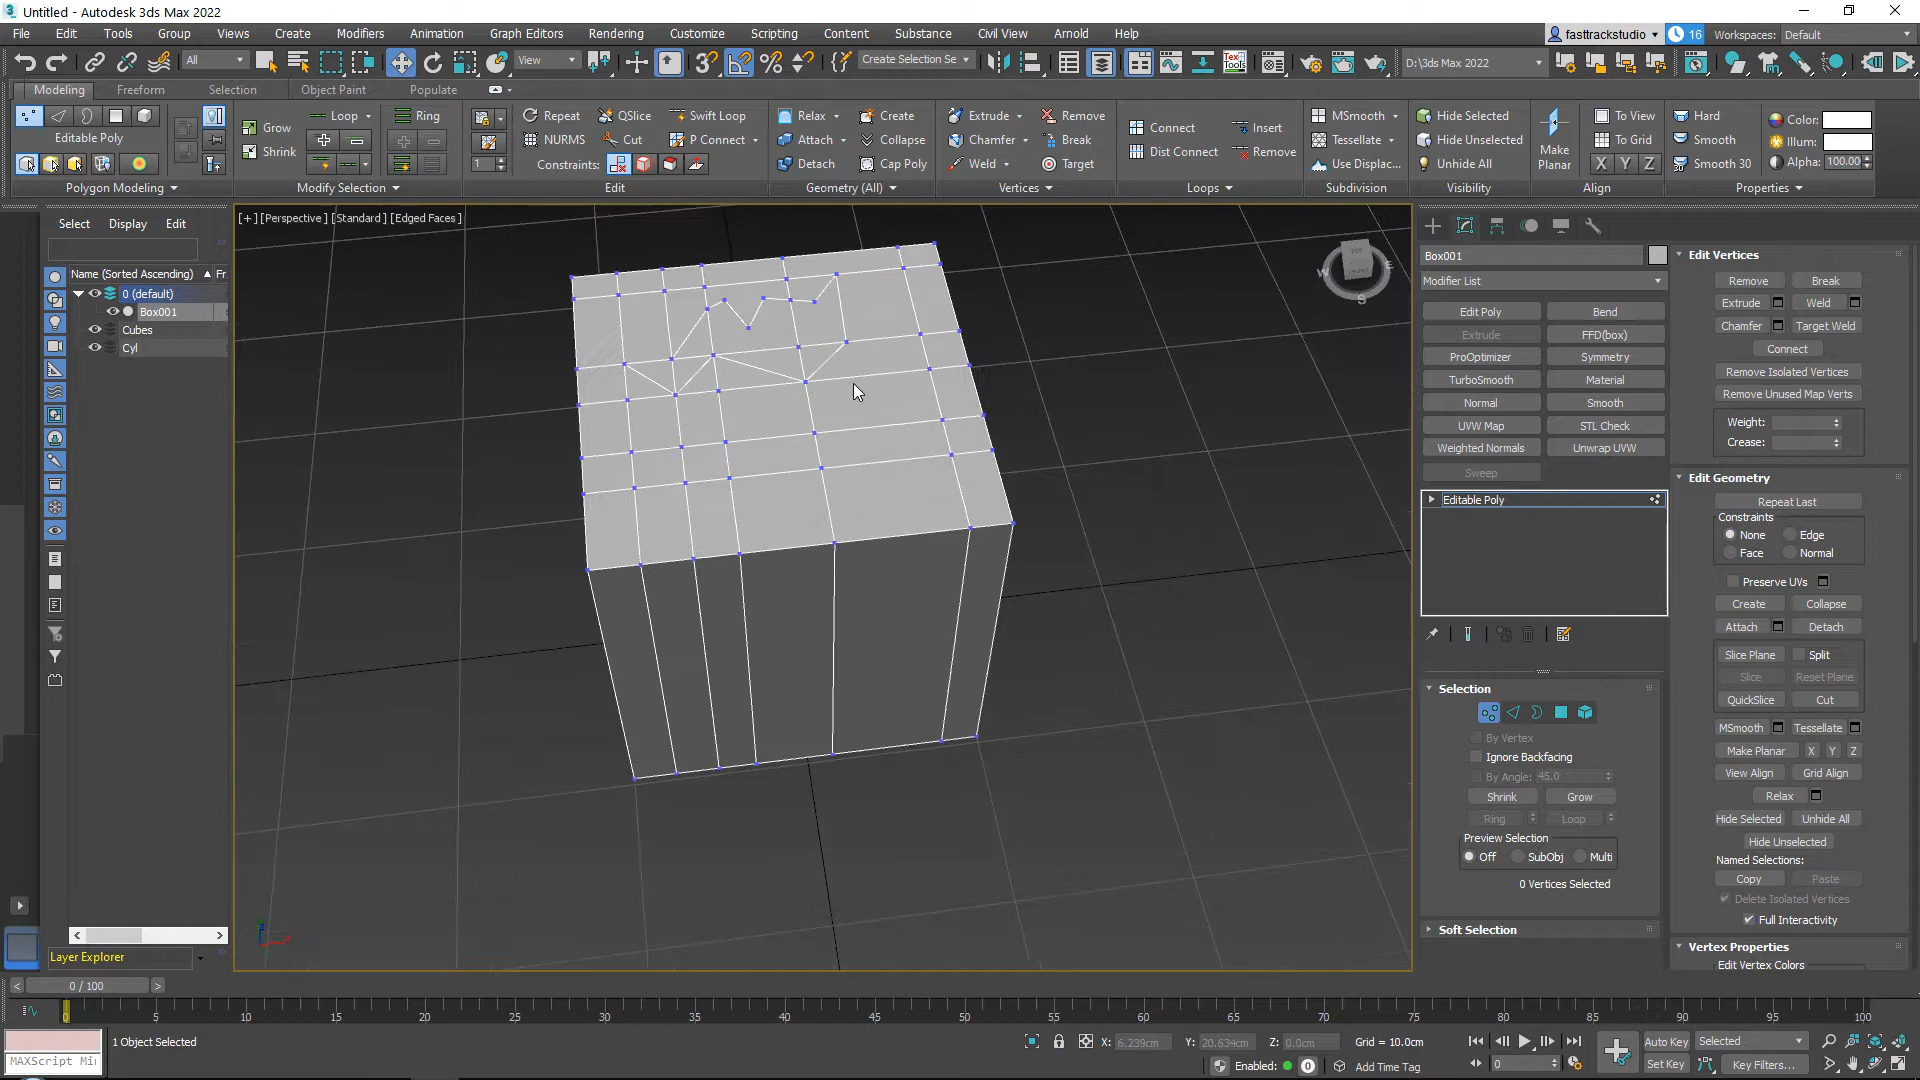 Untitled - Autodesk 3ds Max 2022
File Edit Tools Group Views Create Modifiers Animation Graph Editors Rendering Customize Scripting Content Civil View Substance Arnold Help
fasttrackstudio 16 Workspaces: Default
All View Create Selection Se D:\3ds Max 2022
Modeling Freeform Selection Object Paint Populate
Grow Loop Ring Repeat QSlice Swift Loop Relax Create Extrude Remove Connect Insert MSmooth Hide Selected Make Planar To View Hard Color:
NURMS Cut P Connect Attach Collapse Chamfer Break Dist Connect Remove Tessellate Hide Unselected To Grid Smooth Illum:
Shrink 1 Constraints: Detach Cap Poly Weld Target Use Displac... Unhide All X Y Z Smooth 30 Alpha: 100.00
Polygon Modeling Modify Selection Edit Geometry (All) Vertices Loops Subdivision Visibility Align Properties
Select Display Edit
Name (Sorted Ascending) Fr
0 (default)
Box001
Cubes
Cyl
Layer Explorer
[+] [Perspective] [Standard] [Edged Faces]
TOP FRONT W E S
Box001
Modifier List
Edit Poly Bend
Extrude FFD(box)
ProOptimizer Symmetry
TurboSmooth Material
Normal Smooth
UVW Map STL Check
Weighted Normals Unwrap UVW
Sweep
Editable Poly
Selection
By Vertex
Ignore Backfacing
By Angle: 45.0
Shrink Grow
Ring Loop
Preview Selection
Off SubObj Multi
0 Vertices Selected
Soft Selection
Edit Vertices
Remove Break
Extrude Weld
Chamfer Target Weld
Connect
Remove Isolated Vertices
Remove Unused Map Verts
Weight:
Crease:
Edit Geometry
Repeat Last
Constraints
None Edge
Face Normal
Preserve UVs
Create Collapse
Attach Detach
Slice Plane Split
Slice Reset Plane
QuickSlice Cut
MSmooth Tessellate
Make Planar X Y Z
View Align Grid Align
Relax
Hide Selected Unhide All
Hide Unselected
Named Selections:
Copy Paste
Delete Isolated Vertices
Full Interactivity
Vertex Properties
Edit Vertex Colors
0 / 100
0 5 10 15 20 25 30 35 40 45 50 55 60 65 70 75 80 85 90 95 100
1 Object Selected X: 6.239cm Y: 20.634cm Z: 0.0cm Grid = 10.0cm Auto Key Selected
MAXScript Mi Enabled: 0 Add Time Tag 0 Set Key Key Filters...